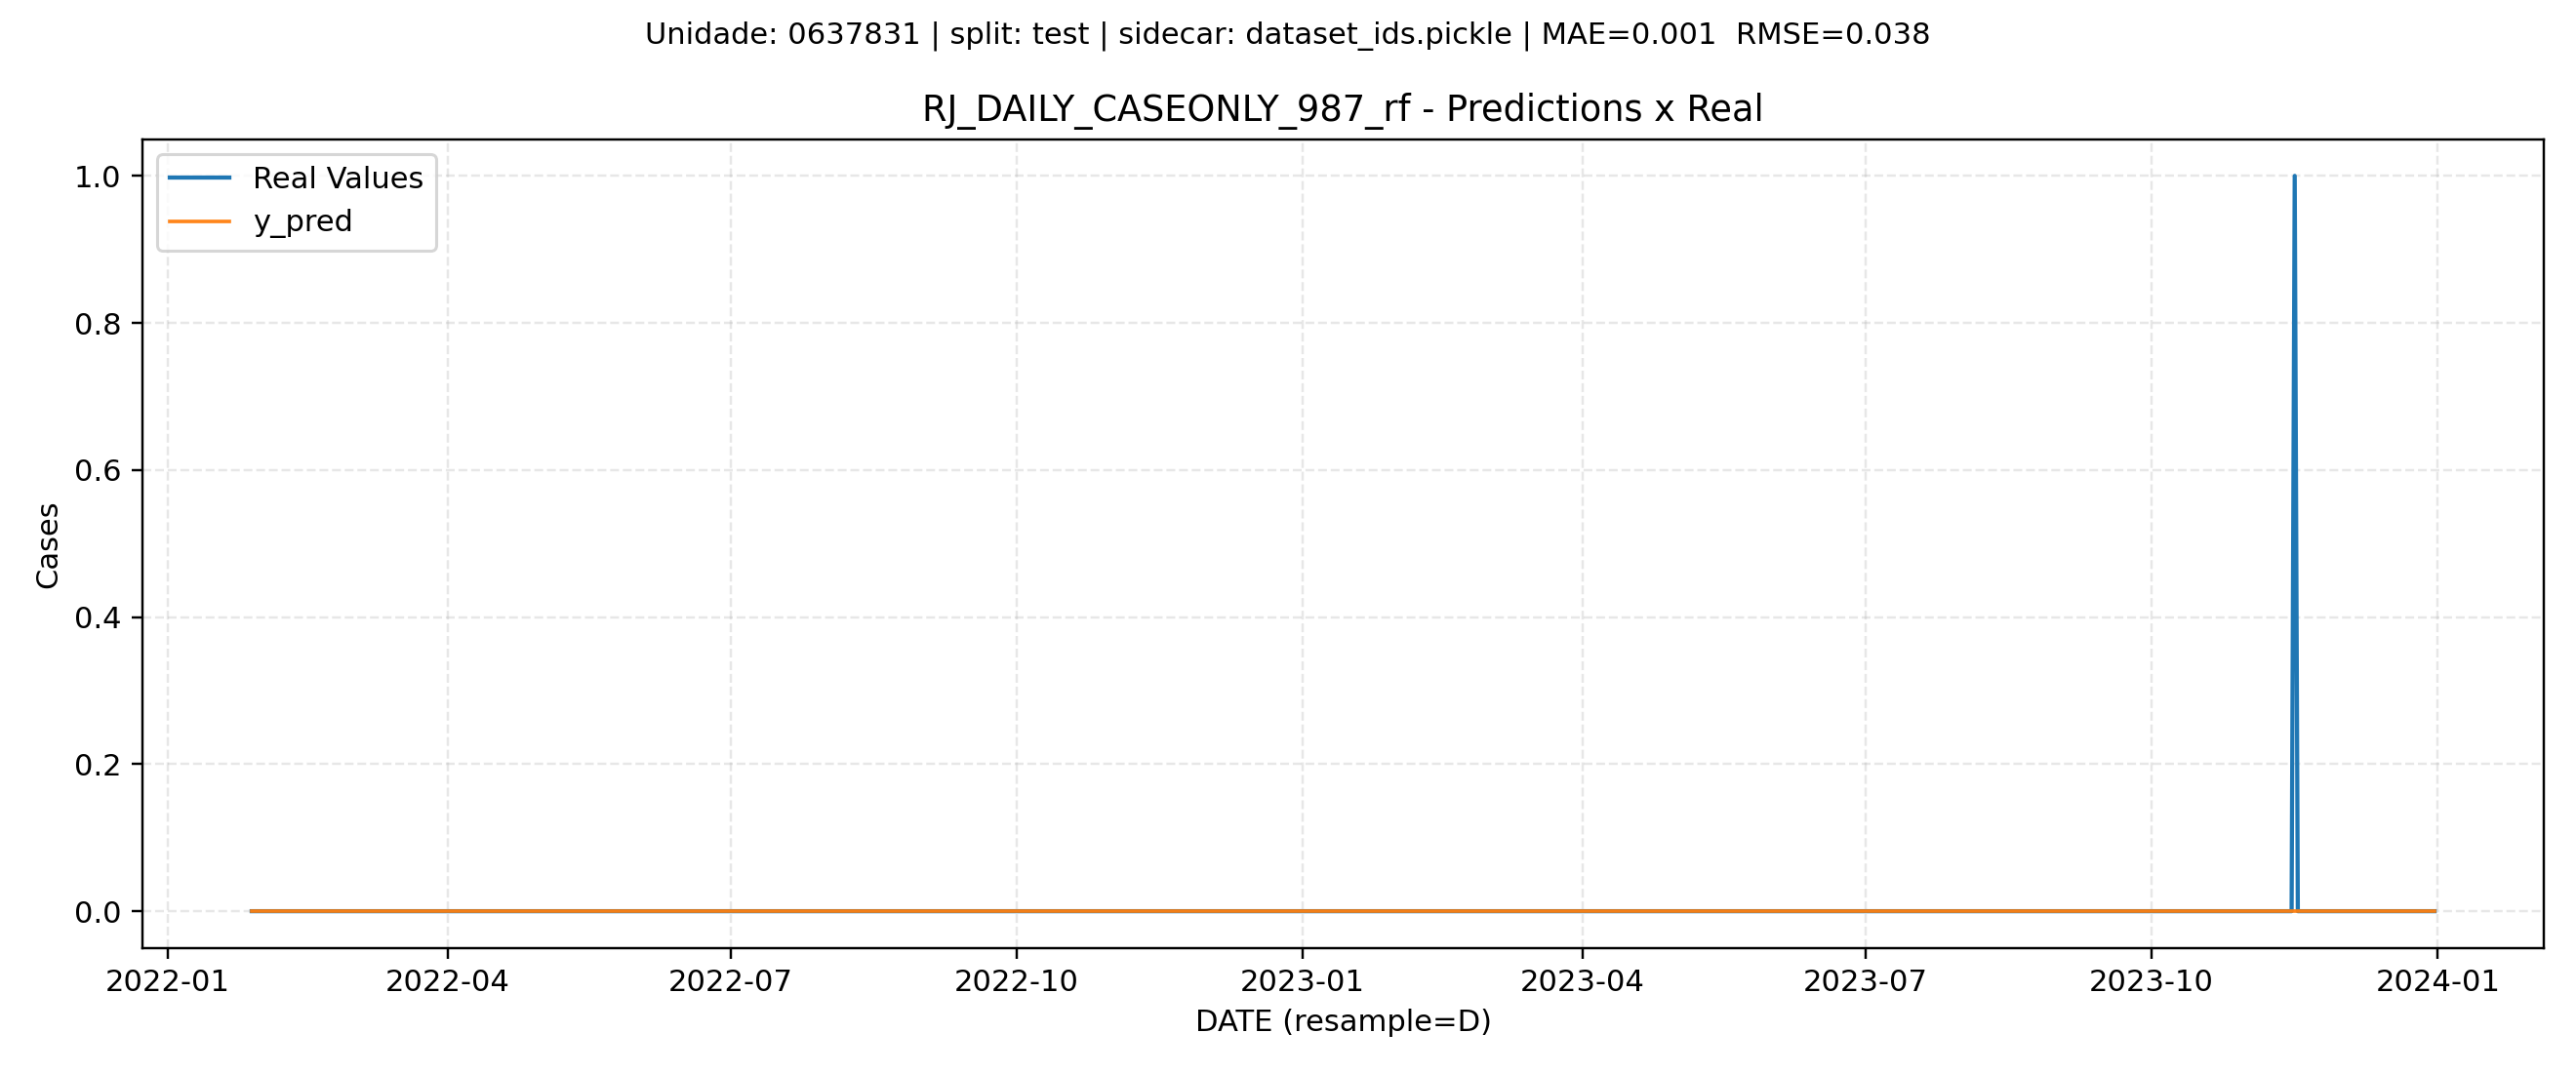 Unidade: 0637831 | split: test | sidecar: dataset_ids.pickle | MAE=0.001  RMSE=0.038
RJ_DAILY_CASEONLY_987_rf - Predictions x Real
Real Values
y_pred
1.0
0.8
0.6
0.4
0.2
0.0
Cases
2022-01
2022-04
2022-07
2022-10
2023-01
2023-04
2023-07
2023-10
2024-01
DATE (resample=D)